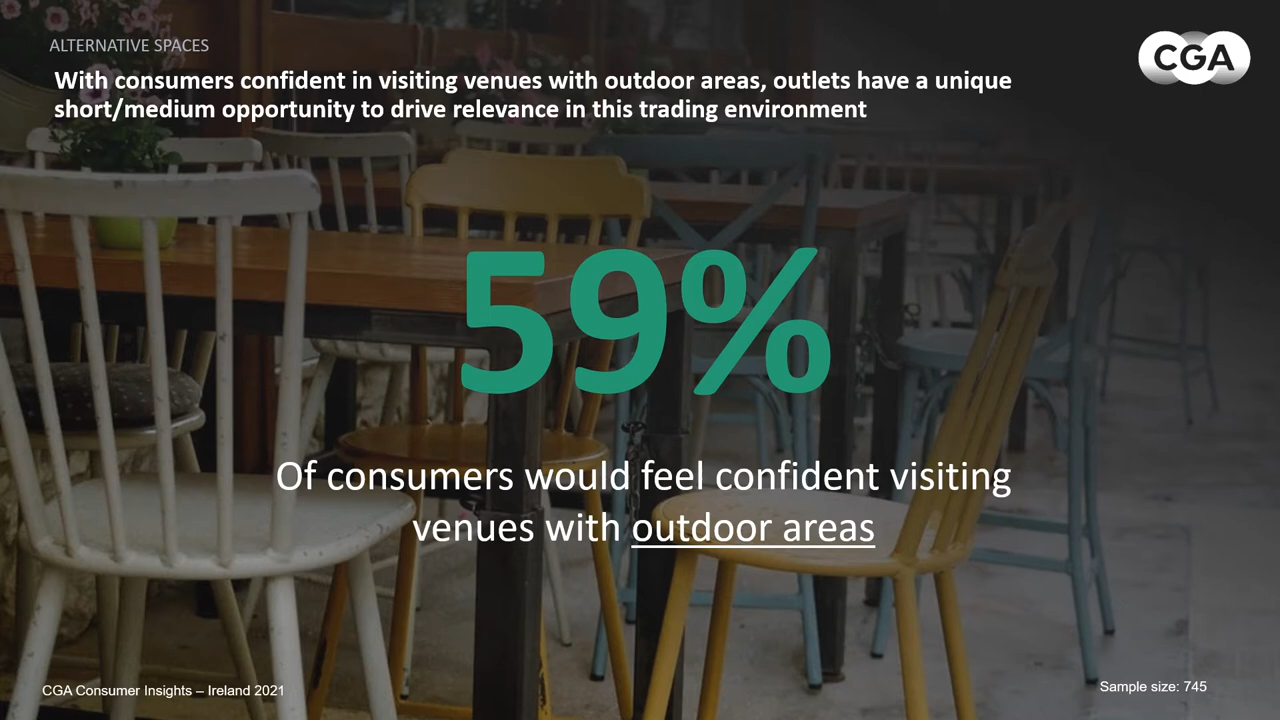 ALTERNATIVE SPACES
CGA
With consumers confident in visiting venues with outdoor areas, outlets have a unique
short/medium opportunity to drive relevance in this trading environment
59%
Of consumers would feel confident visiting
venues with outdoor areas
CGA Consumer Insights – Ireland 2021
Sample size: 745